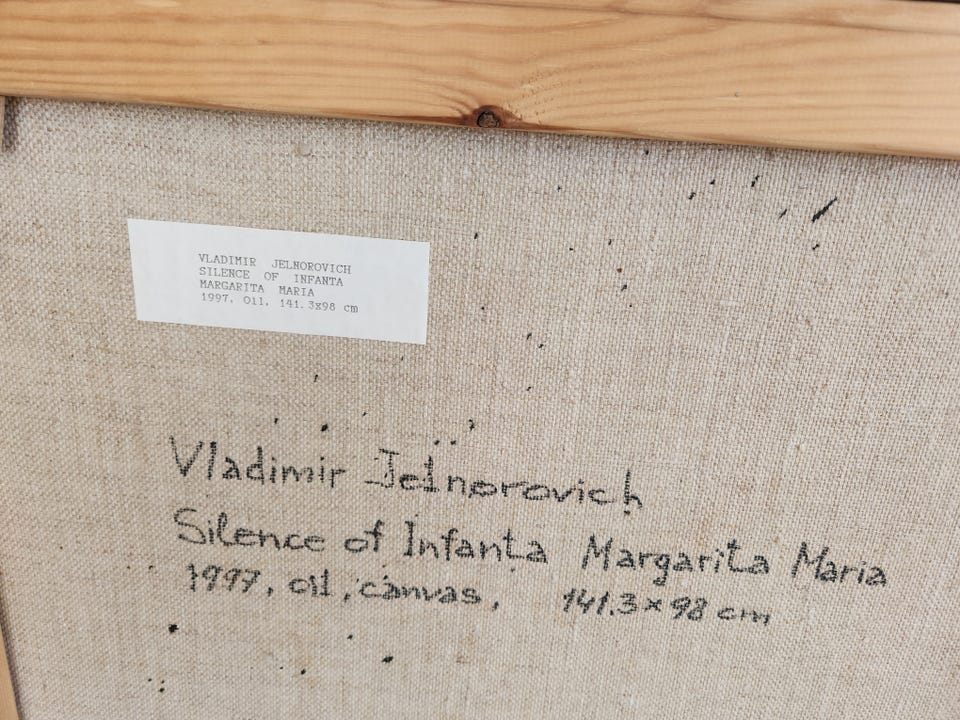 VLADIMIR JELNOROVICH
SILENCE OF INFANTA
MARGARITA MARIA
1997. Oil, 141.3x98 cm
Vladimir Jelnorovich
Silence of Infanta Margarita Maria
1997, oil, canvas, 141.3×98 cm